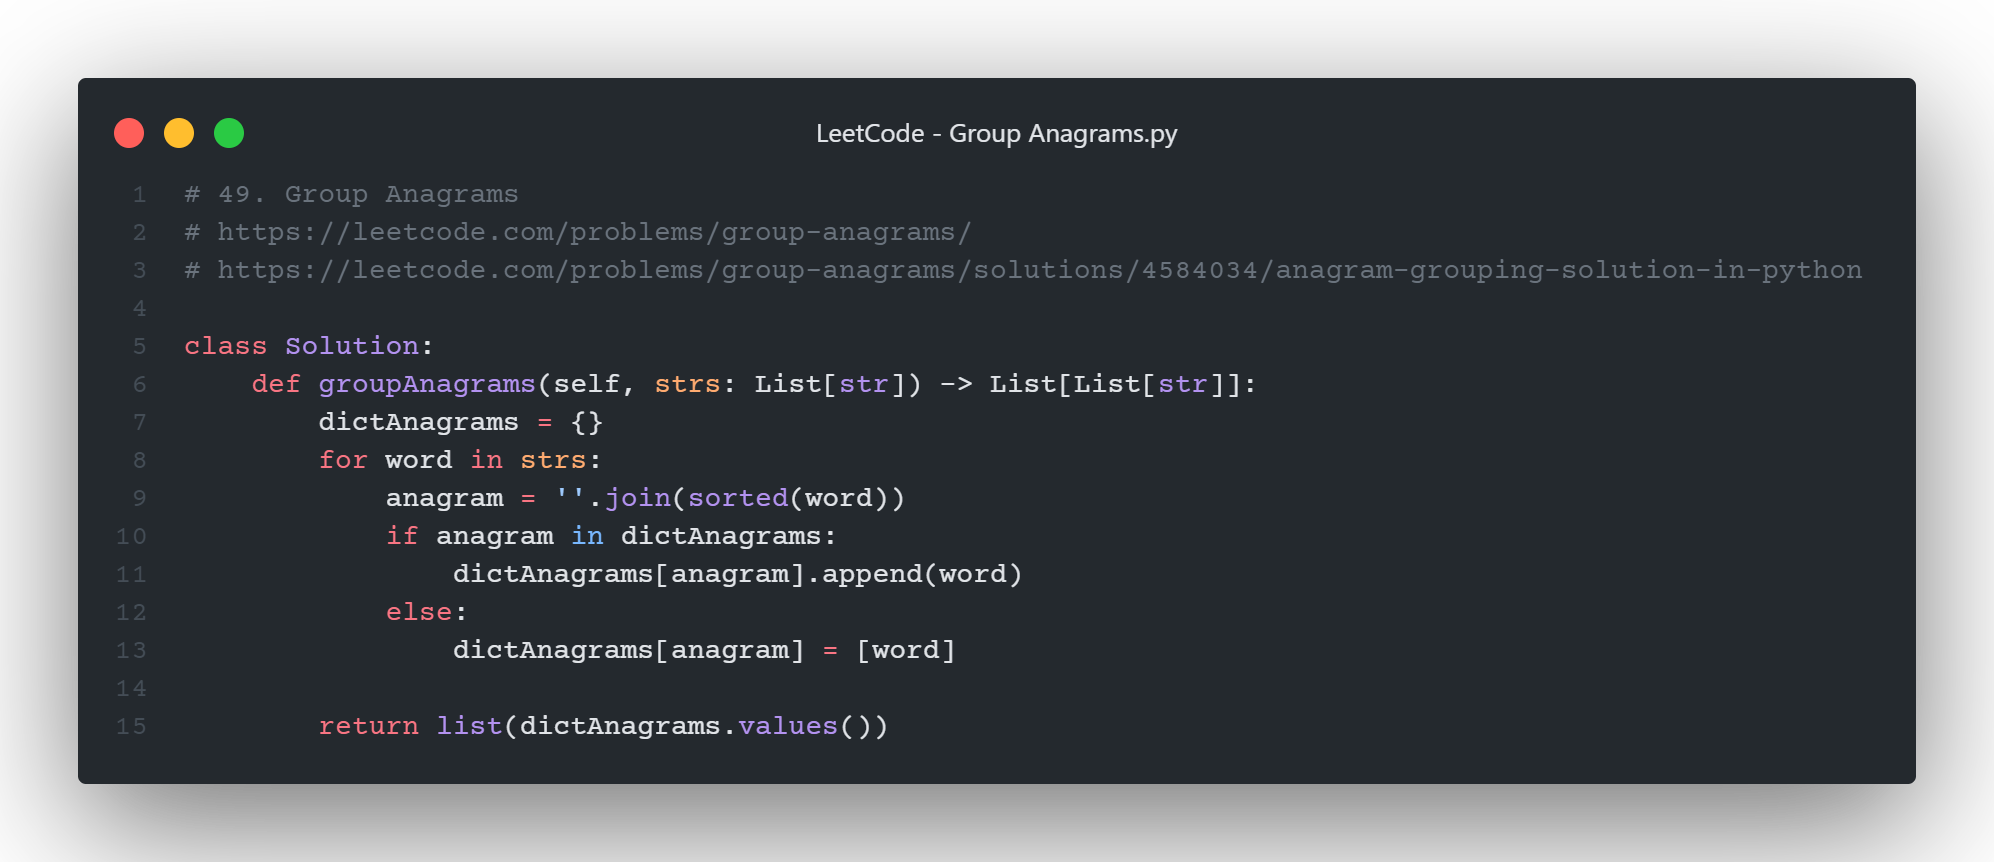 LeetCode - Group Anagrams.py
1 # 49. Group Anagrams
2 # https://leetcode.com/problems/group-anagrams/
3 # https://leetcode.com/problems/group-anagrams/solutions/4584034/anagram-grouping-solution-in-python
4
5 class Solution:
6     def groupAnagrams(self, strs: List[str]) -> List[List[str]]:
7         dictAnagrams = {}
8         for word in strs:
9             anagram = ''.join(sorted(word))
10             if anagram in dictAnagrams:
11                 dictAnagrams[anagram].append(word)
12             else:
13                 dictAnagrams[anagram] = [word]
14
15         return list(dictAnagrams.values())